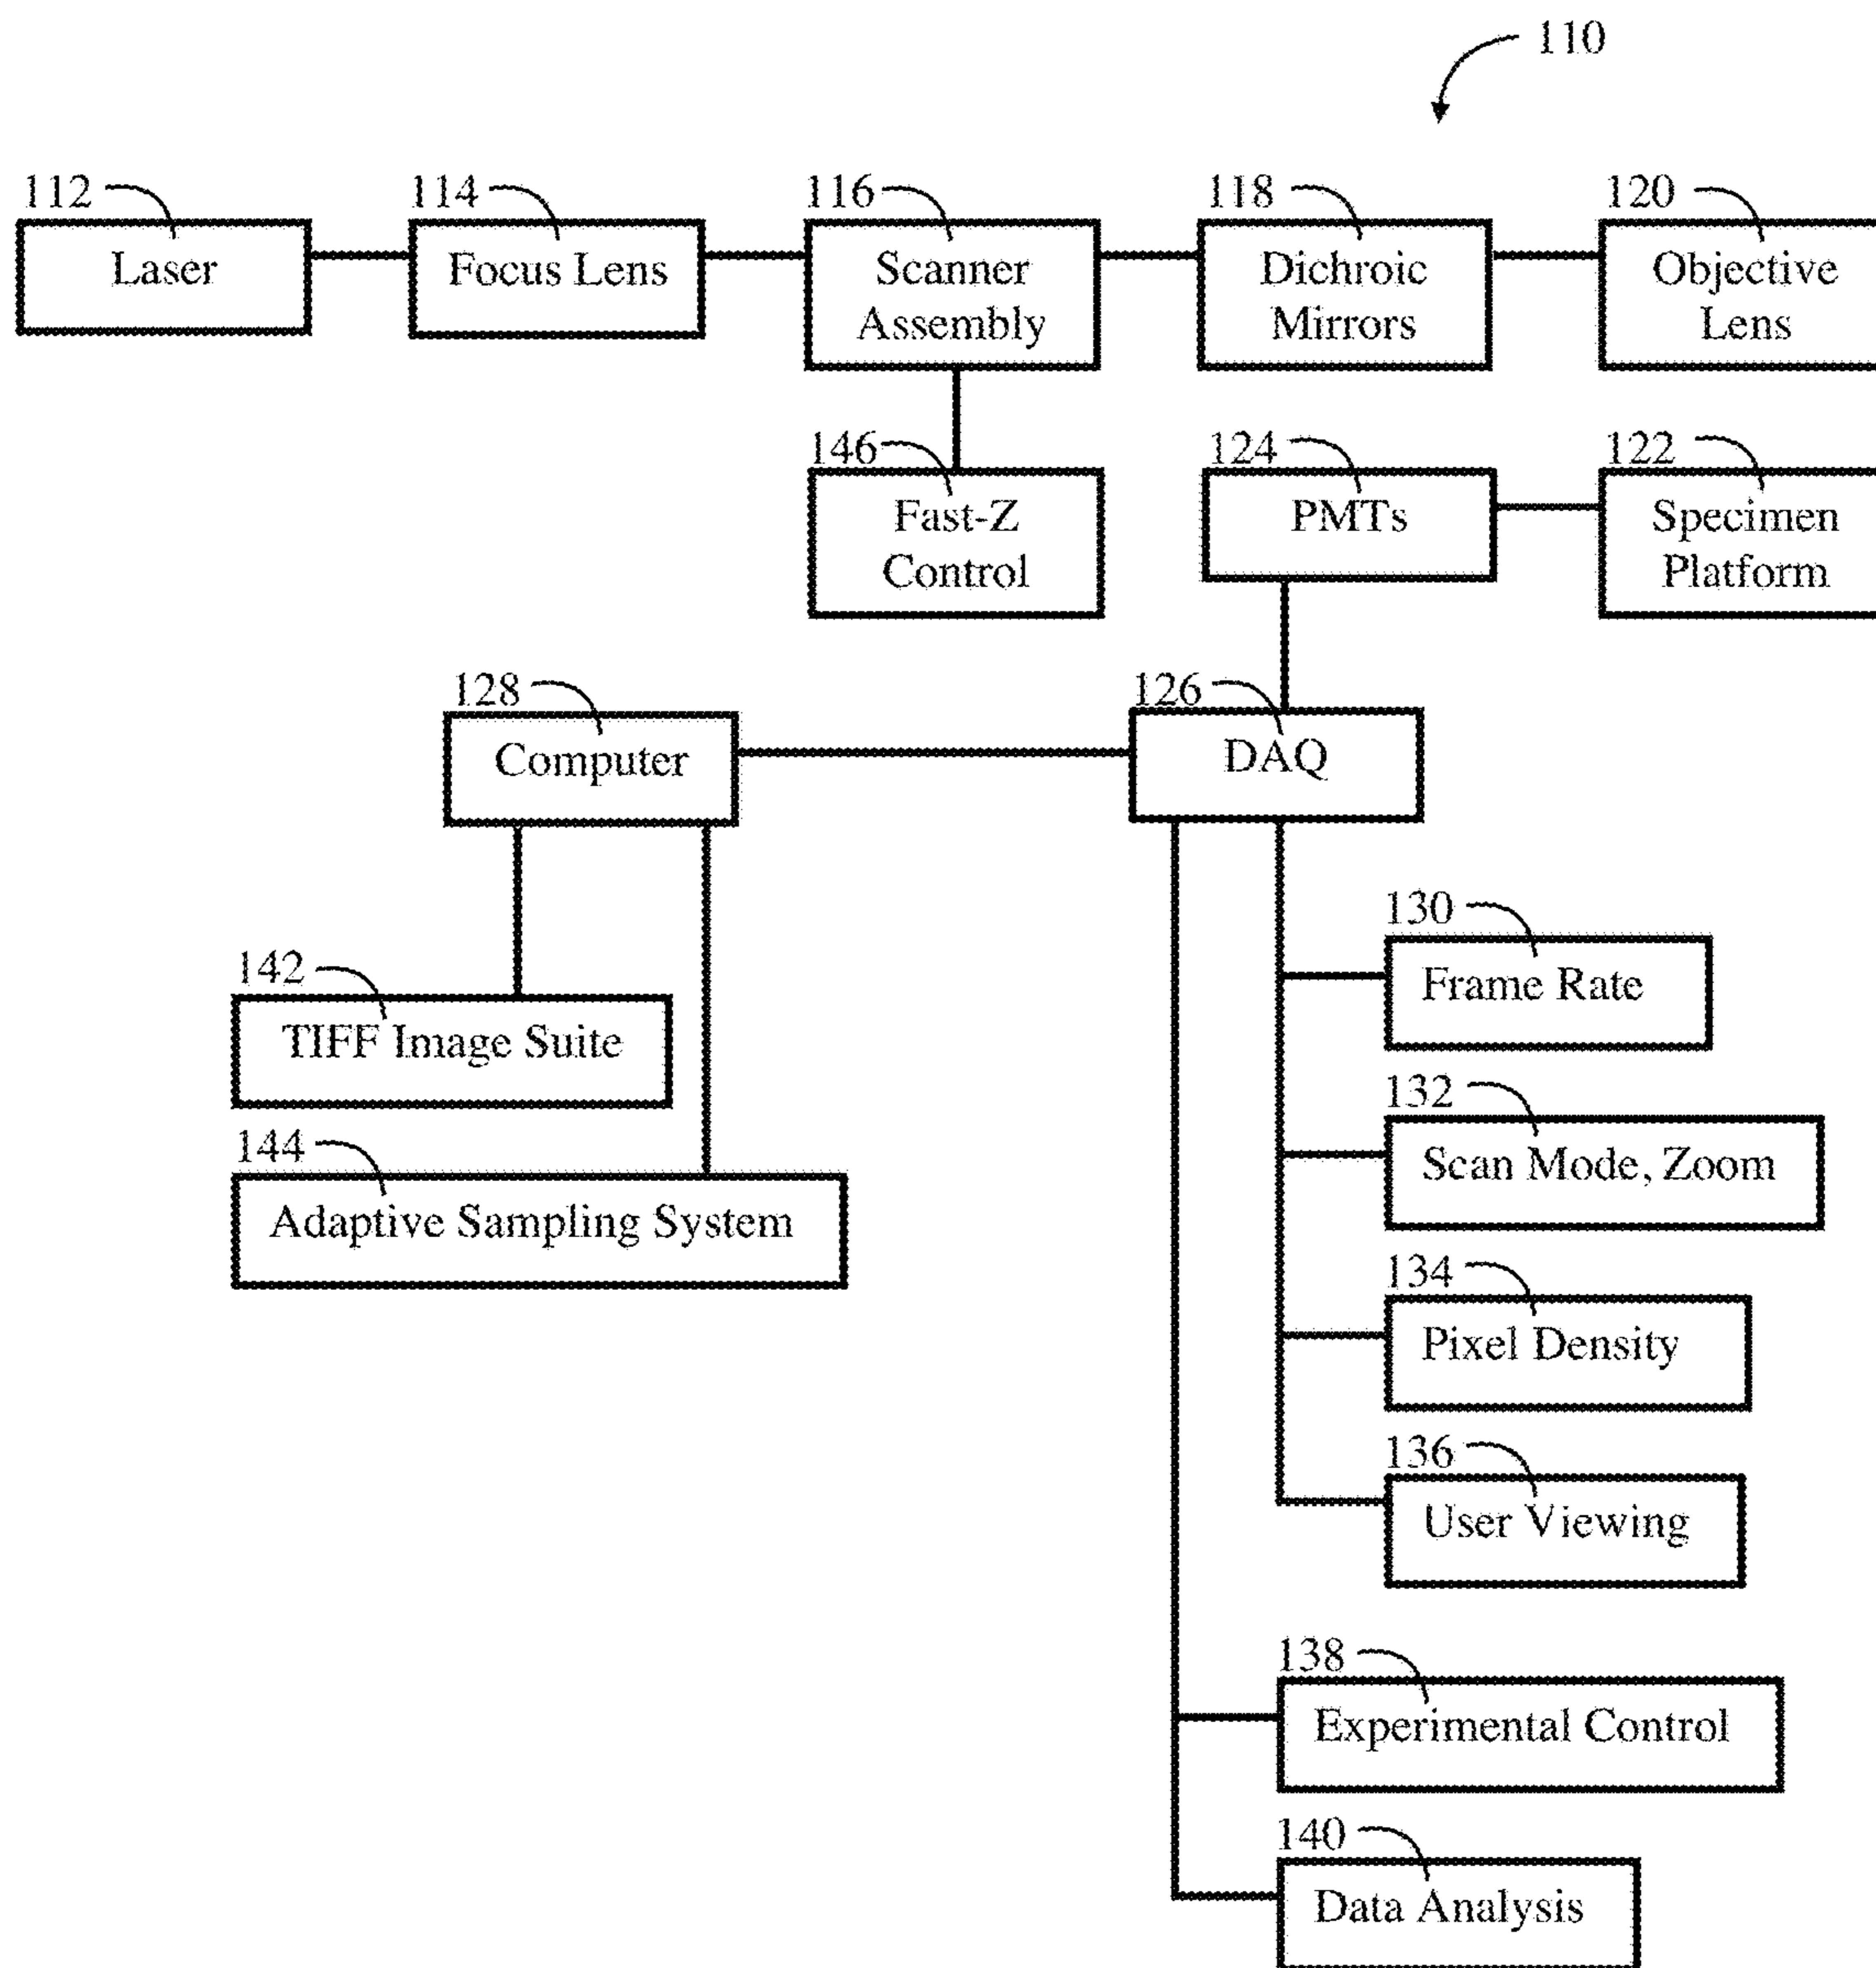 110
112
Laser
114
Focus Lens
116
Scanner
Assembly
118
Dichroic
Mirrors
120
Objective
Lens
146
Fast-Z
Control
124
PMTs
122
Specimen
Platform
128
Computer
126
DAQ
142
TIFF Image Suite
144
Adaptive Sampling System
130
Frame Rate
132
Scan Mode, Zoom
134
Pixel Density
136
User Viewing
138
Experimental Control
140
Data Analysis